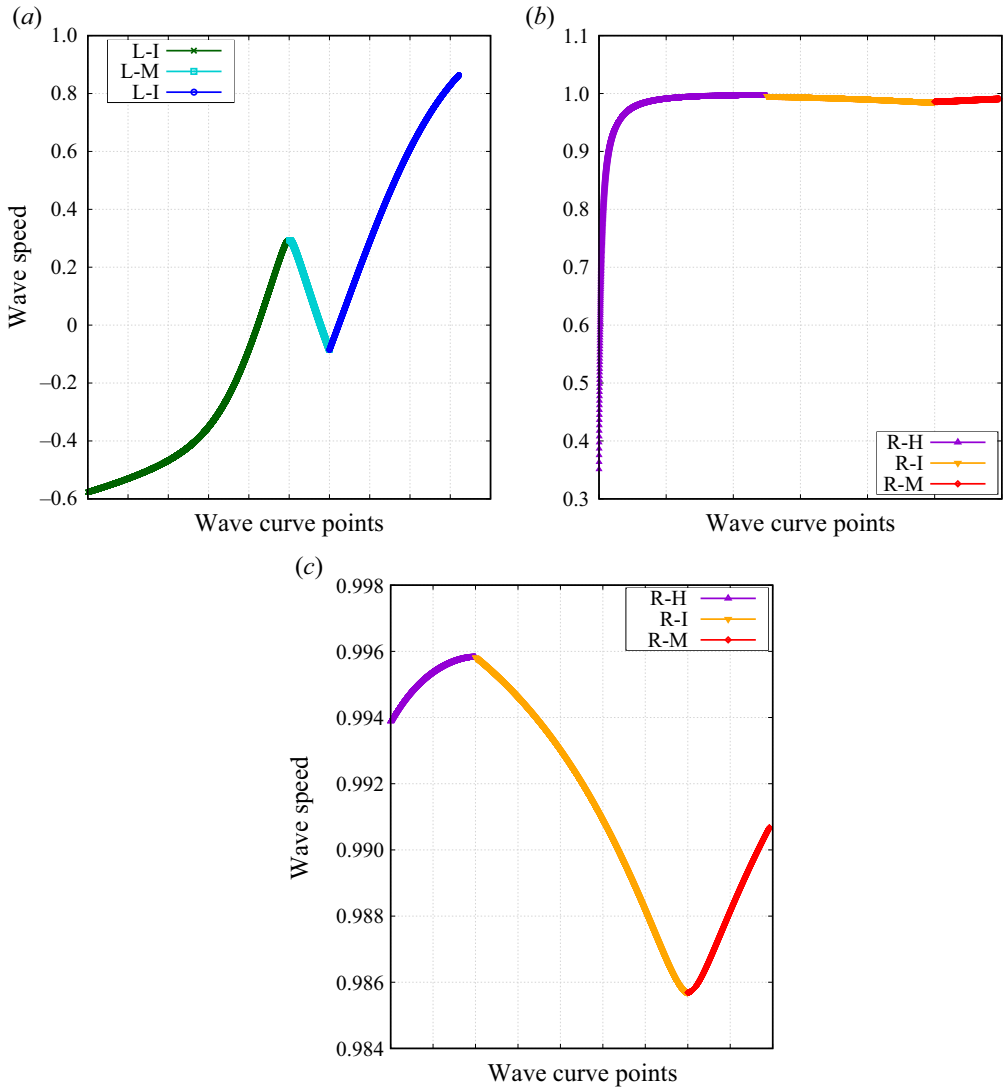 (a)
1.0
0.8
0.6
0.4
0.2
0
–0.2
–0.4
–0.6
Wave speed
L-I
L-M
L-I
Wave curve points
(b)
1.1
1.0
0.9
0.8
0.7
0.6
0.5
0.4
0.3
R-H
R-I
R-M
Wave curve points
(c)
0.998
0.996
0.994
0.992
0.990
0.988
0.986
0.984
Wave speed
R-H
R-I
R-M
Wave curve points